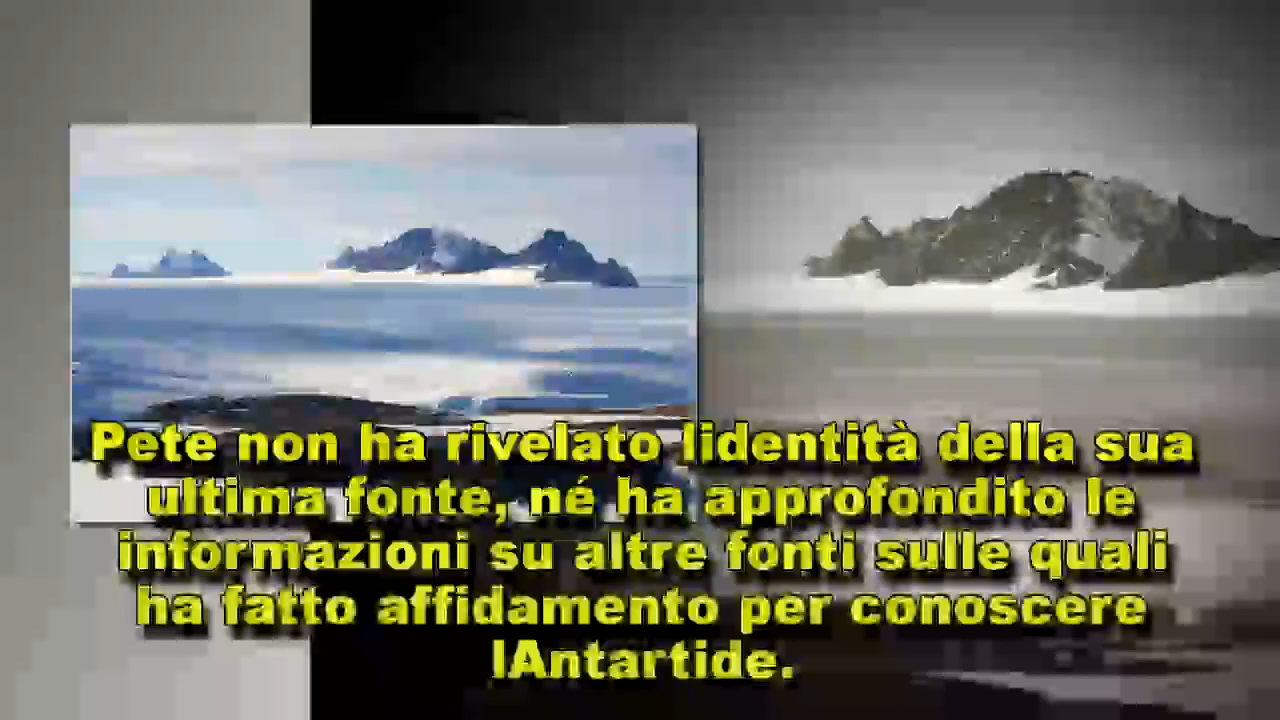 Pete non ha rivelato lidentità della sua
ultima fonte, né ha approfondito le
informazioni su altre fonti sulle quali
ha fatto affidamento per conoscere
lAntartide.